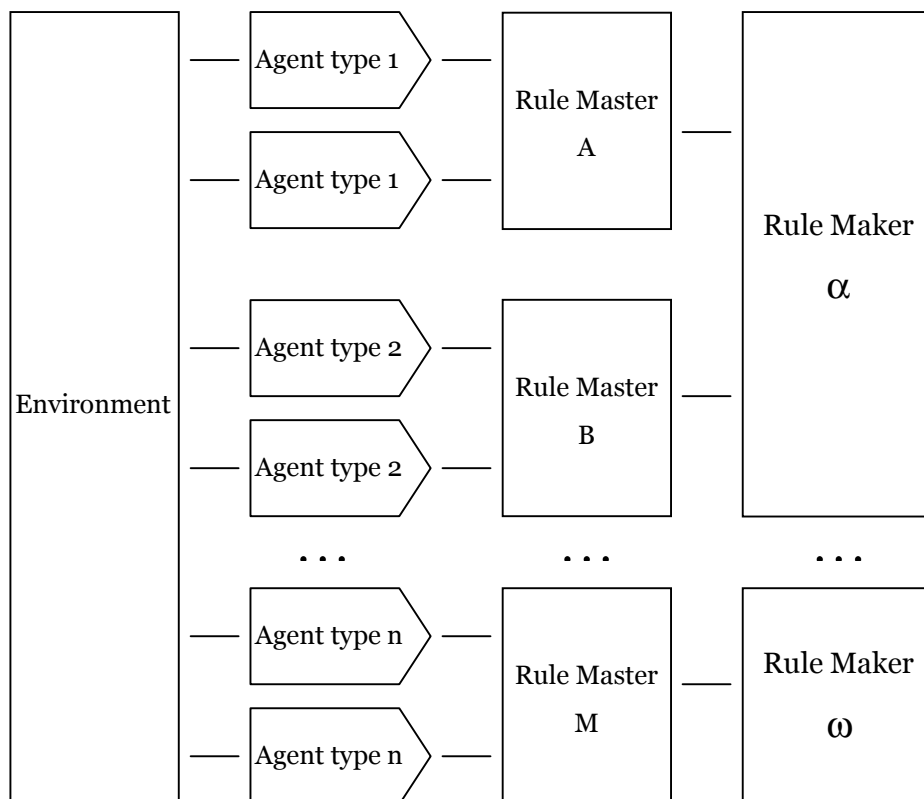 Environment
Agent type 1
Agent type 1
Rule Master
A
Agent type 2
Agent type 2
Rule Master
B
Rule Maker
α
. . .
. . .
. . .
Agent type n
Agent type n
Rule Master
M
Rule Maker
ω